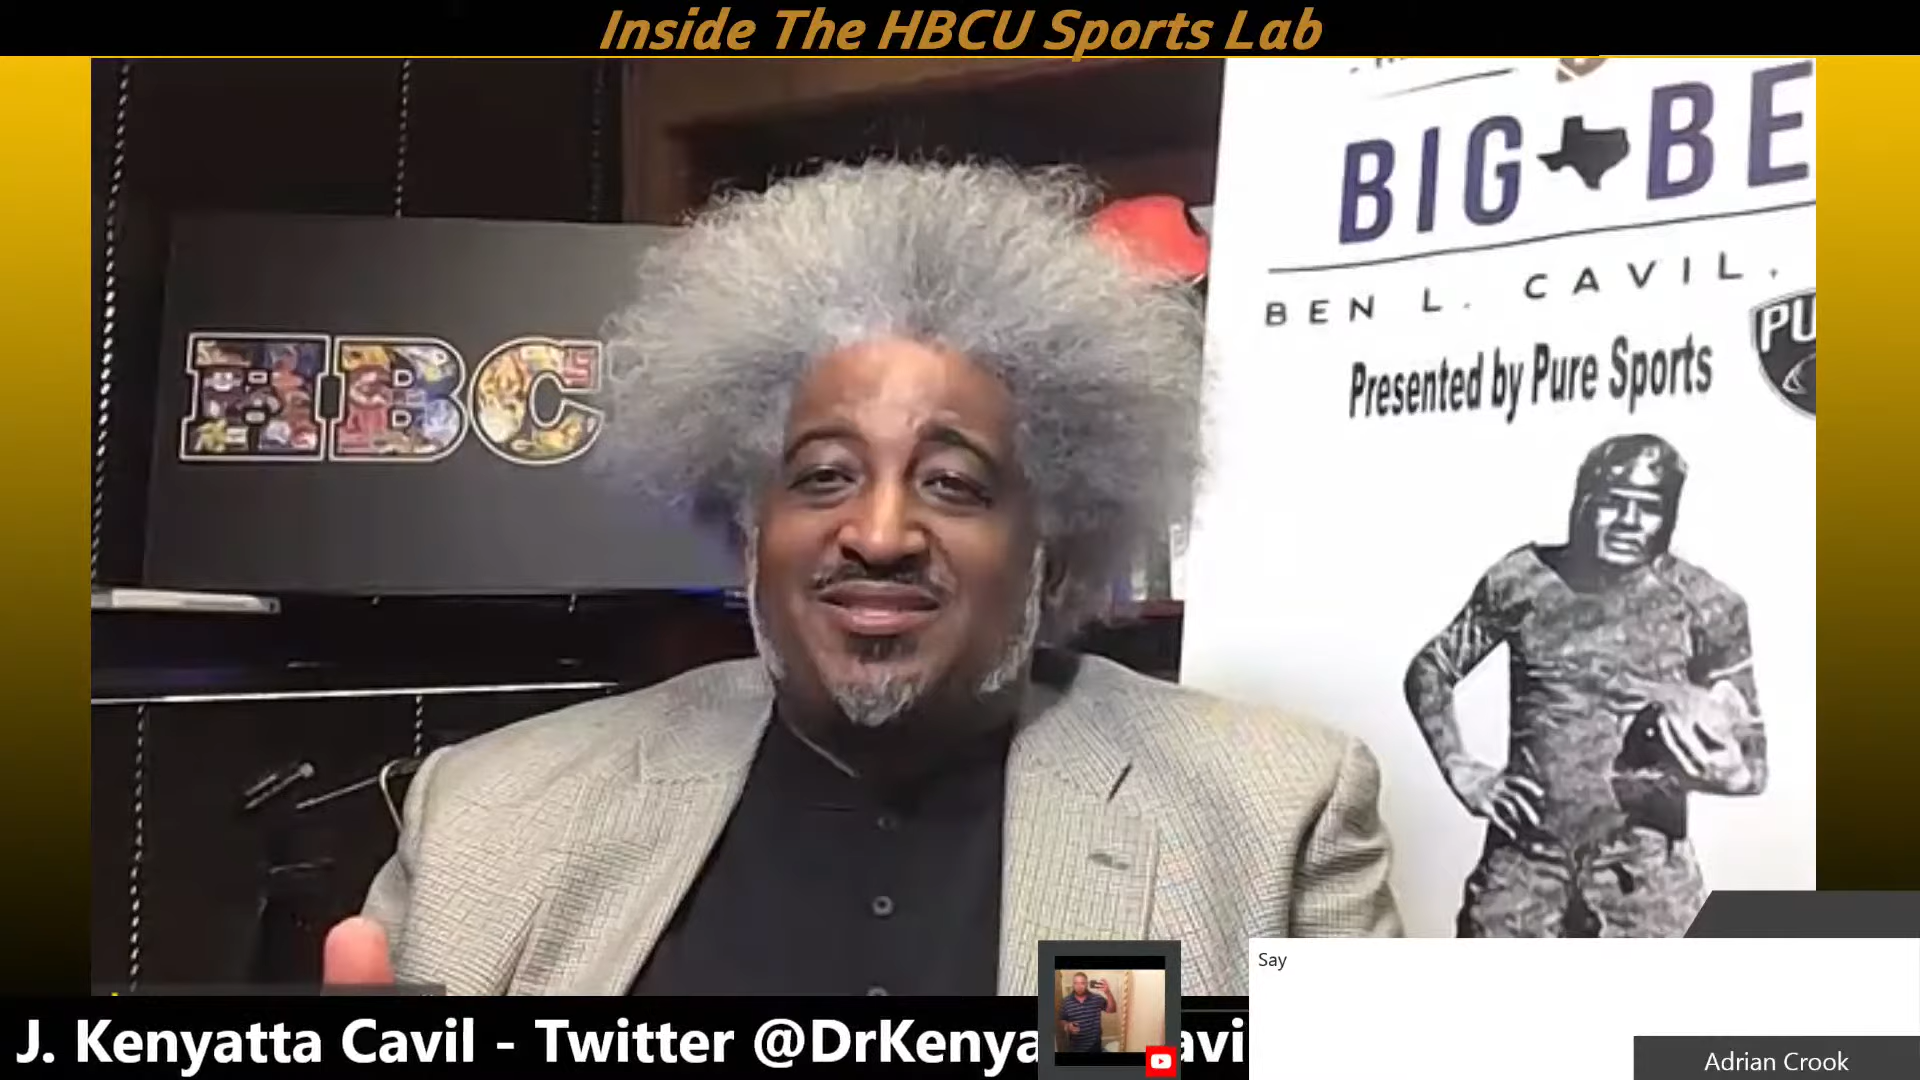 Inside The HBCU Sports Lab
BIG BE
BEN L. CAVIL,
Presented by Pure Sports
PU
HBC
Say
J. Kenyatta Cavil - Twitter @DrKenya avi
Adrian Crook